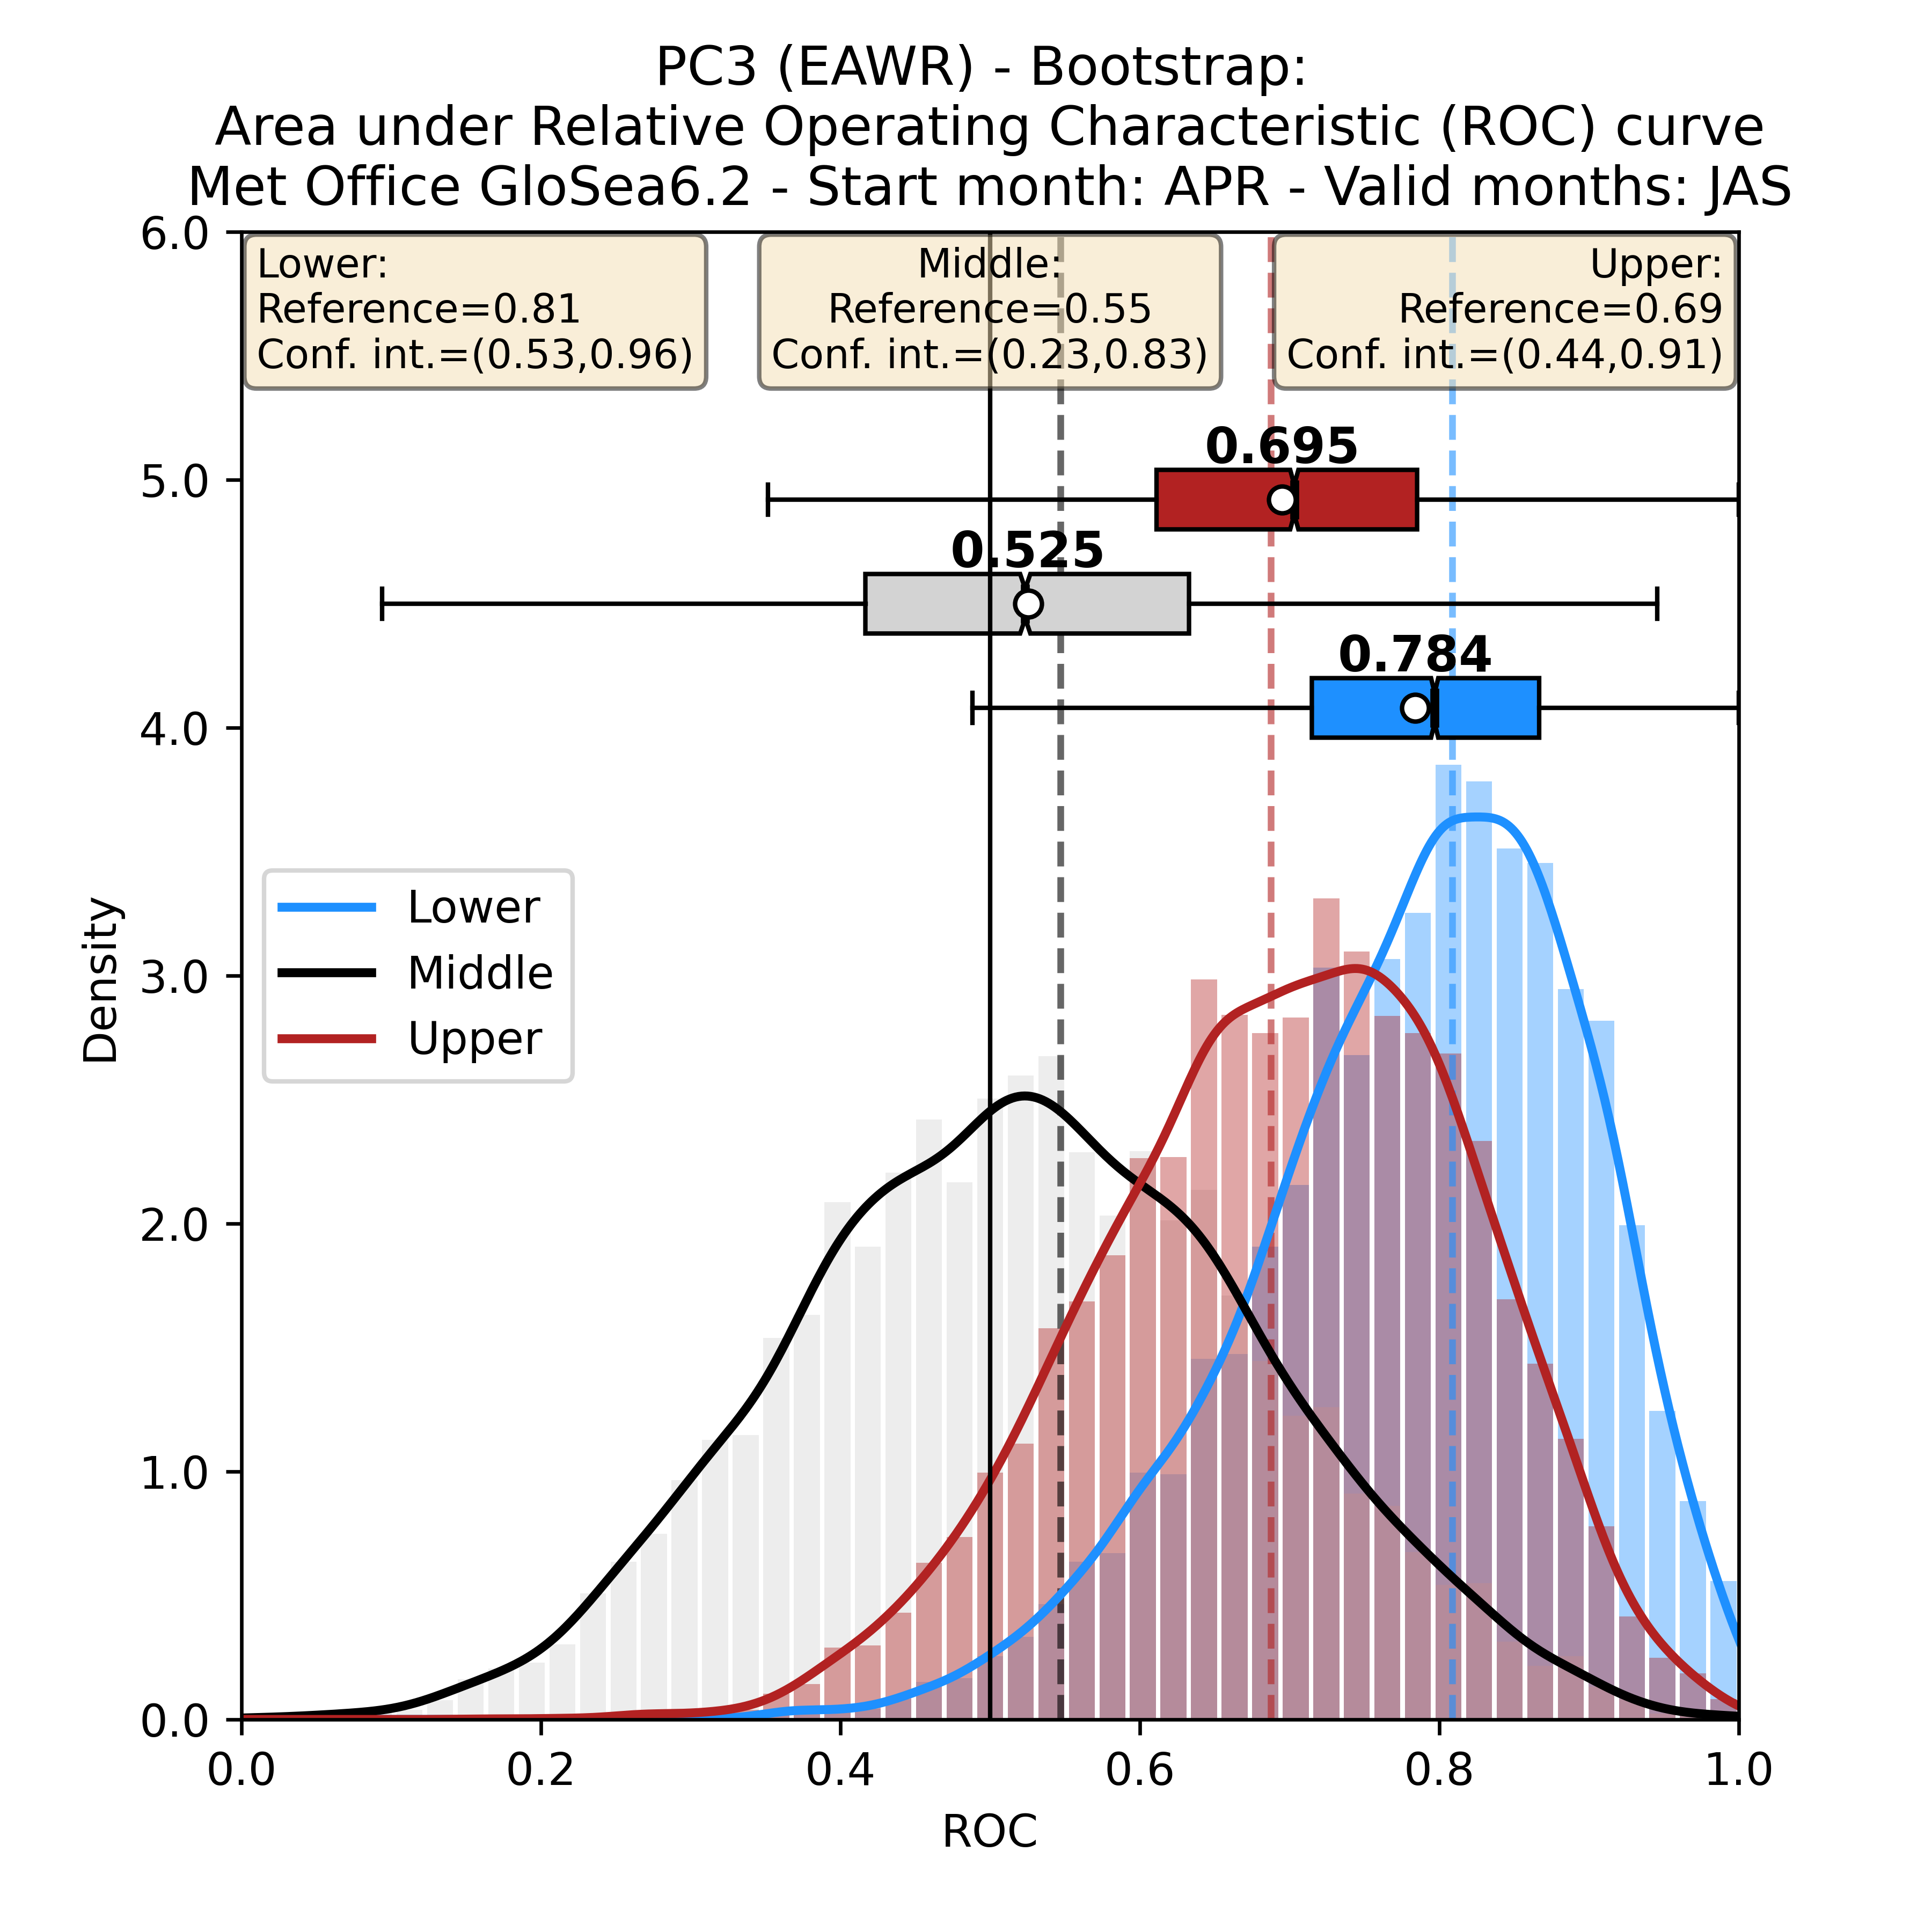 PC3 (EAWR) - Bootstrap:
Area under Relative Operating Characteristic (ROC) curve
Met Office GloSea6.2 - Start month: APR - Valid months: JAS
6.0
Lower:
Reference=0.81
Conf. int.=(0.53,0.96)
Middle:
Reference=0.55
Conf. int.=(0.23,0.83)
Upper:
Reference=0.69
Conf. int.=(0.44,0.91)
0.695
5.0
0.525
0.784
4.0
Lower
Middle
Upper
Density
3.0
2.0
1.0
0.0
0.0
0.2
0.4
0.6
0.8
1.0
ROC